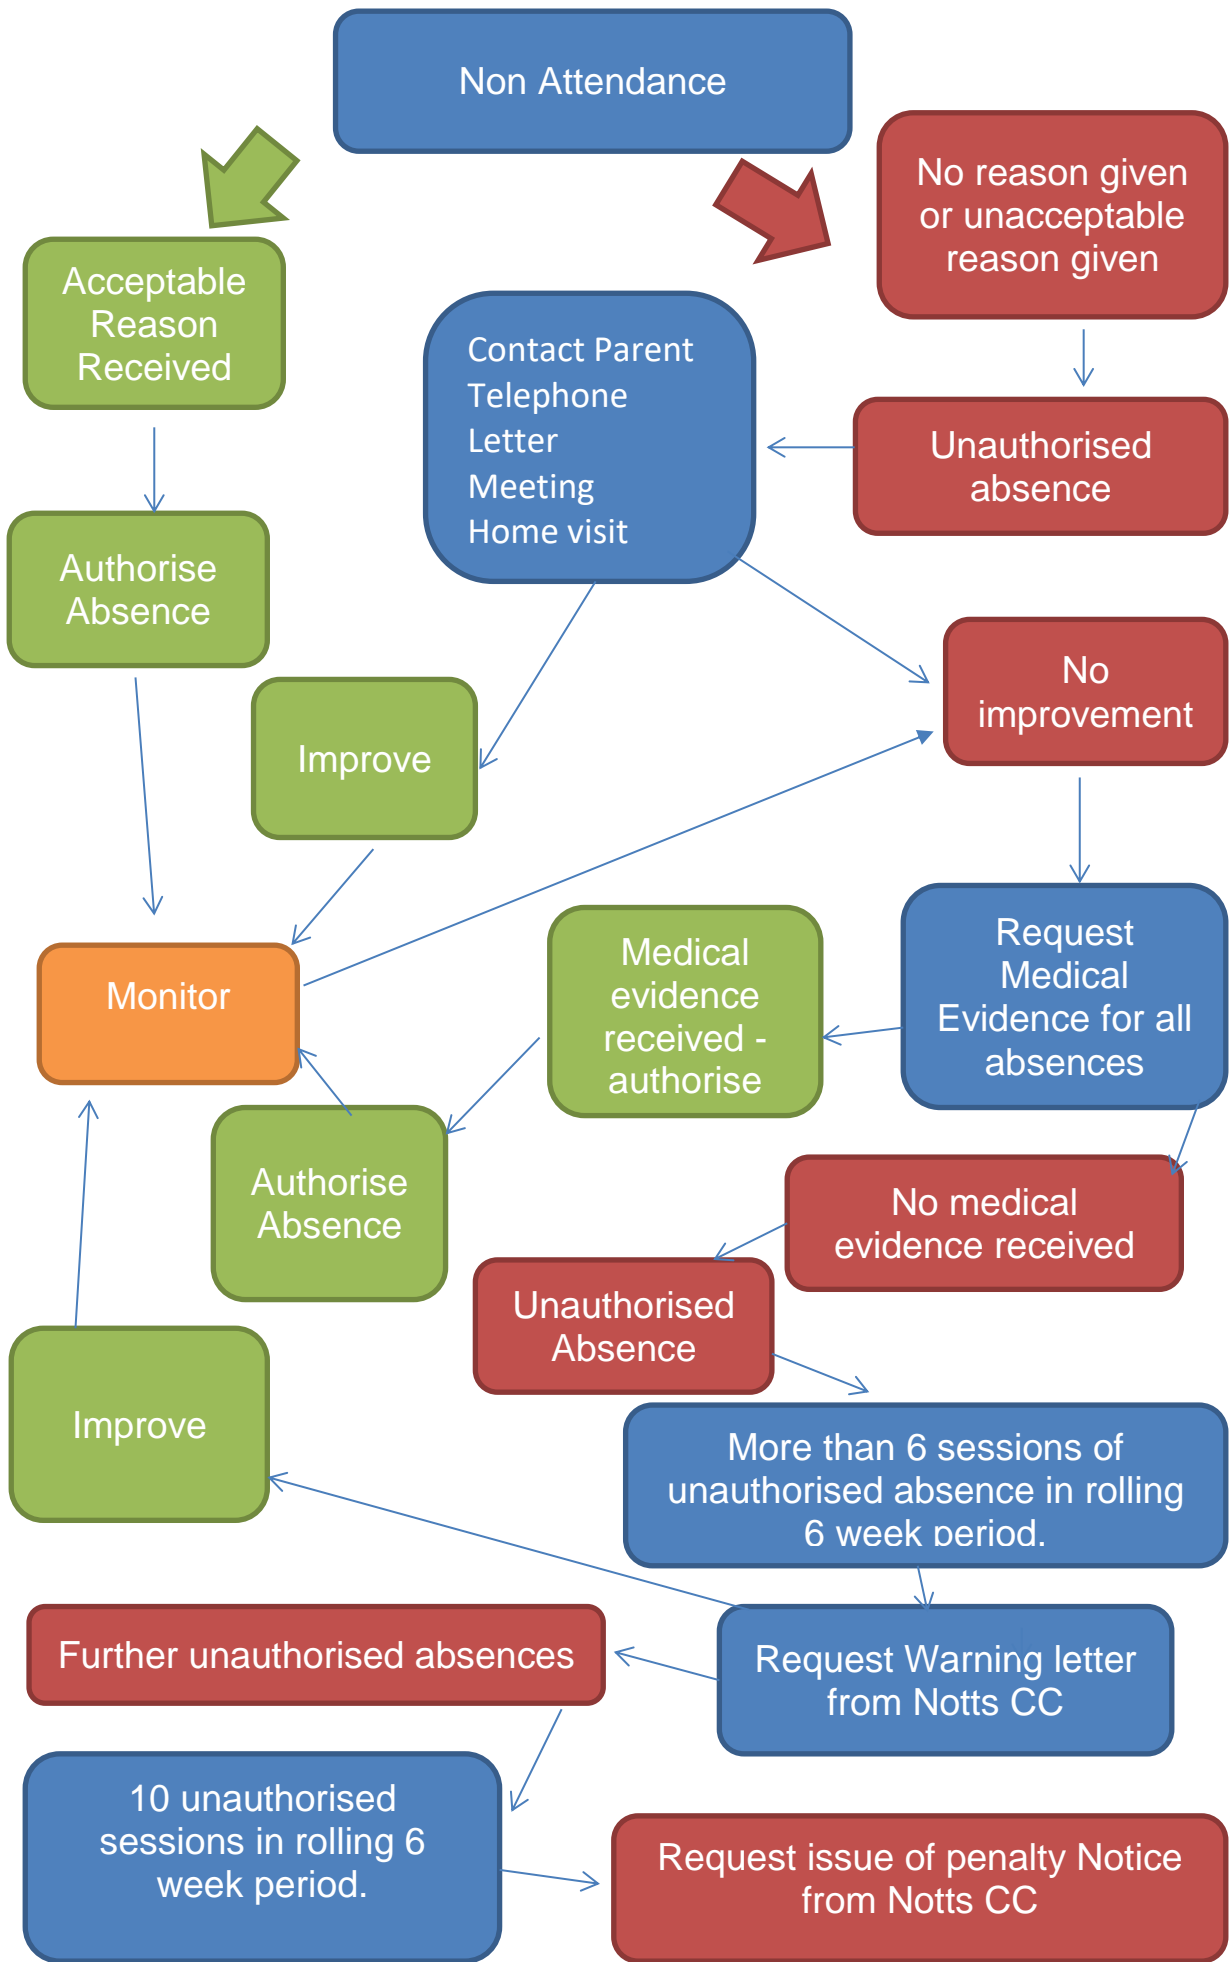 Non Attendance
No reason given
or unacceptable
reason given
Acceptable
Reason
Received
Contact Parent
Telephone
Letter
Meeting
Home visit
Unauthorised
absence
Authorise
Absence
No
improvement
Improve
Request
Medical
Evidence for all
absences
Medical
evidence
received -
authorise
Monitor
Authorise
Absence
No medical
evidence received
Unauthorised
Absence
Improve
More than 6 sessions of
unauthorised absence in rolling
6 week period.
Request Warning letter
from Notts CC
Further unauthorised absences
10 unauthorised
sessions in rolling 6
week period.
Request issue of penalty Notice
from Notts CC